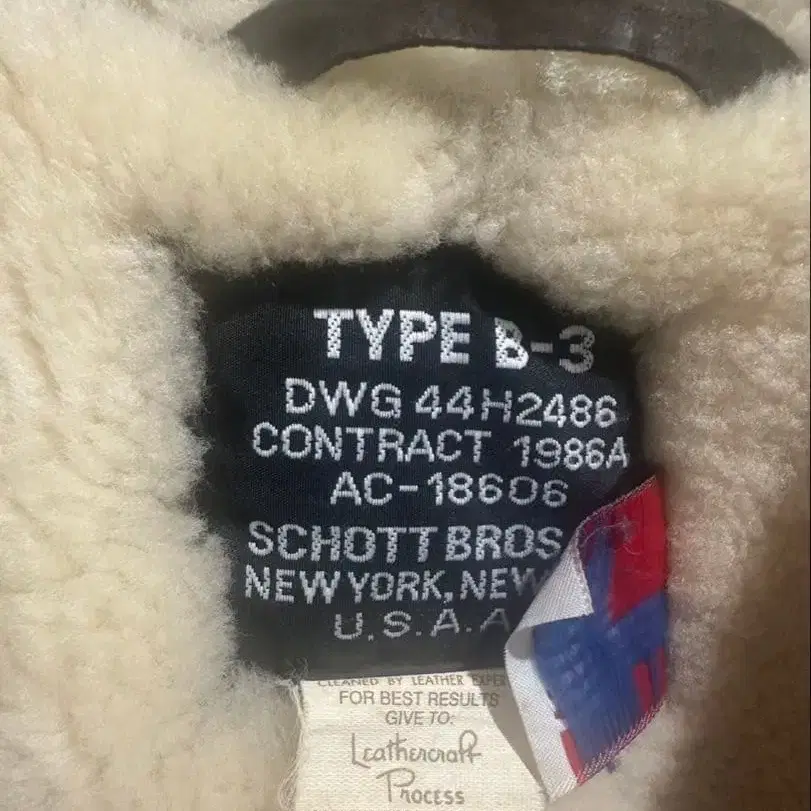 TYPE B-3
DWG 44H2486
CONTRACT 1986A
AC-18606
SCHOTT BROS
NEW YORK, NEW
U.S.A.A
CLEANED BY LEATHER
FOR BEST RESULTS
GIVE TO:
Leathercraft
Process